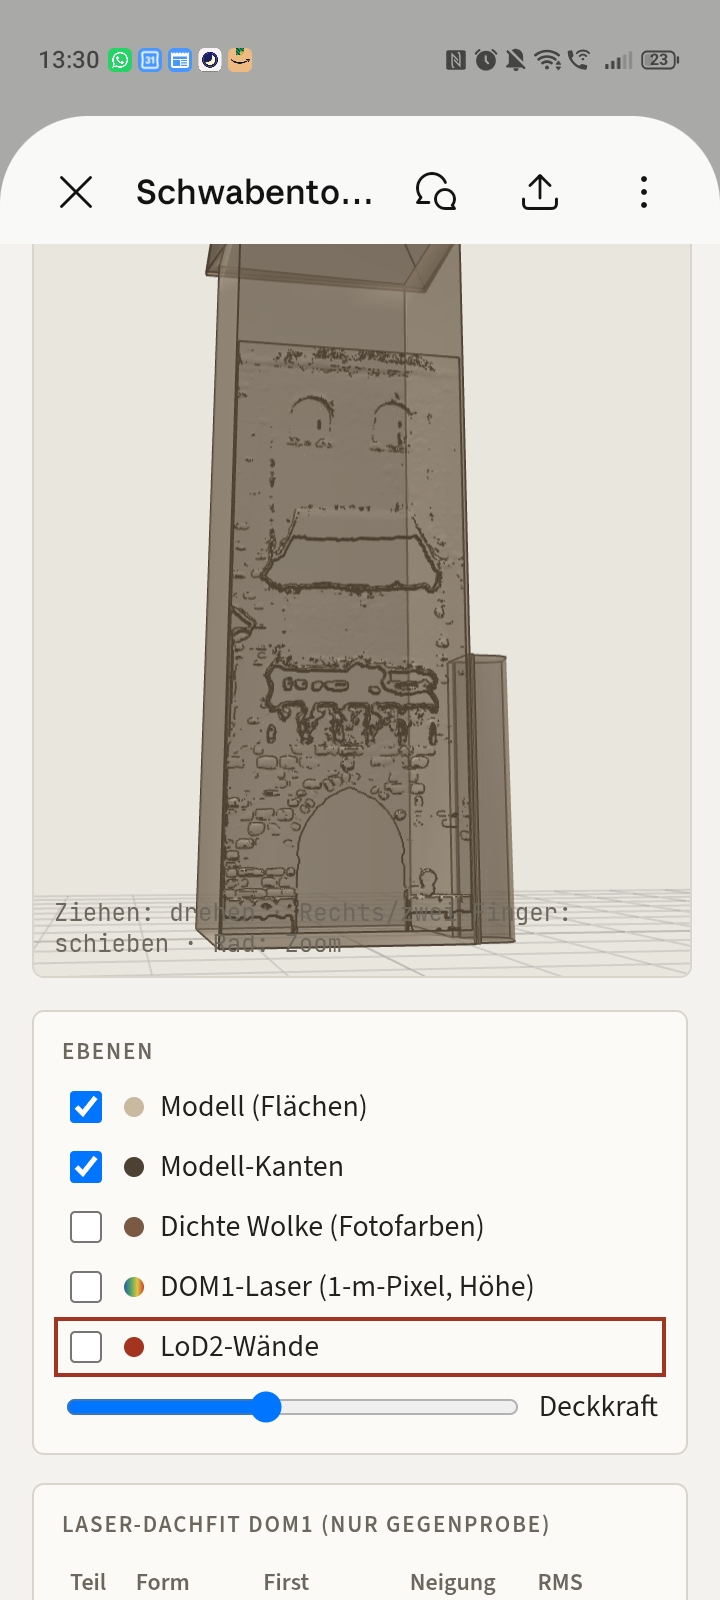 13:30
31
23
Schwabento...
Ziehen: drehen · Rechts/zwei Finger:
schieben · Rad: Zoom
EBENEN
Modell (Flächen)
Modell-Kanten
Dichte Wolke (Fotofarben)
DOM1-Laser (1-m-Pixel, Höhe)
LoD2-Wände
Deckkraft
LASER-DACHFIT DOM1 (NUR GEGENPROBE)
Teil Form First Neigung RMS